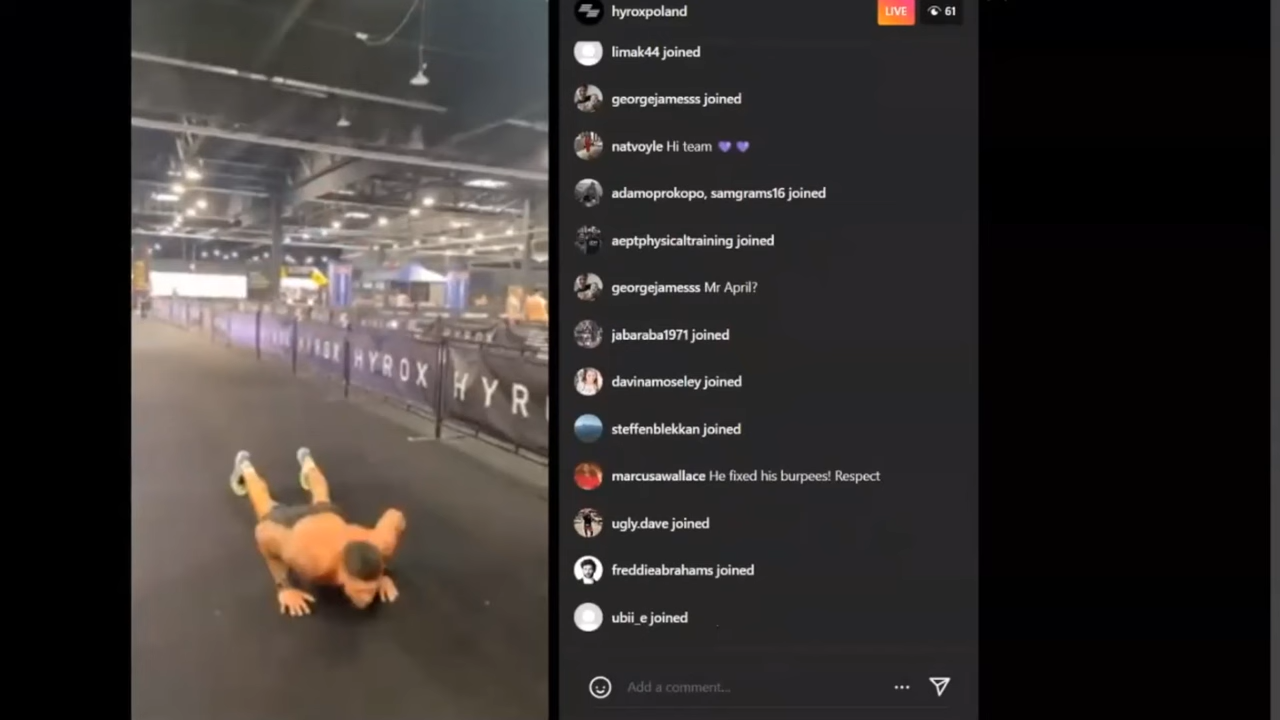 hyroxpoland
LIVE
61
limak44 joined
georgejamesss joined
natvoyle Hi team 💜 💜
adamoprokopo, samgrams16 joined
aeptphysicaltraining joined
georgejamesss Mr April?
jabaraba1971 joined
davinamoseley joined
steffenblekkan joined
marcusawallace He fixed his burpees! Respect
ugly.dave joined
freddieabrahams joined
ubii_e joined
Add a comment...
HYROX
HYROX
HYR